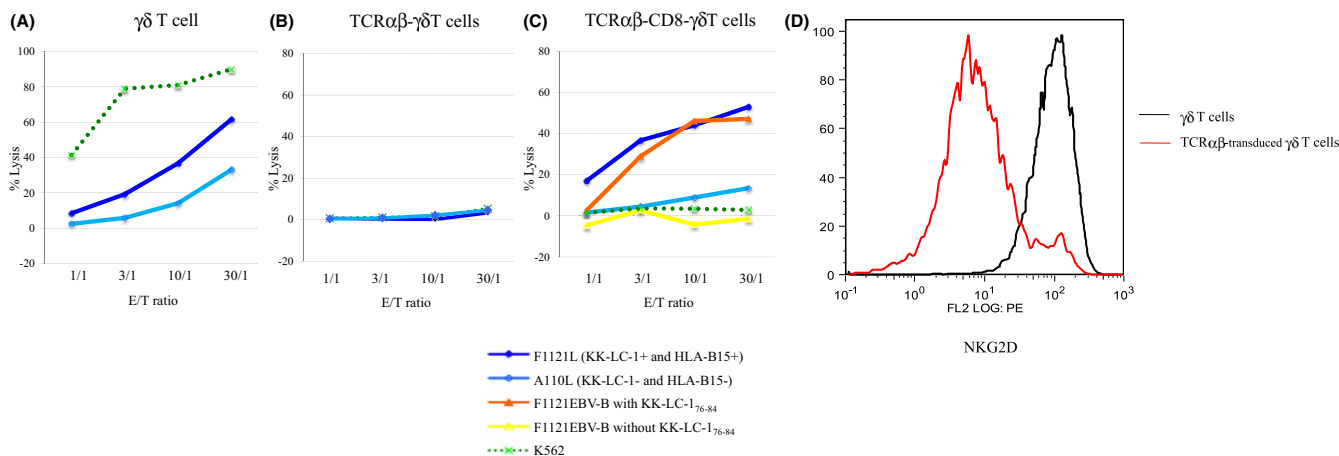 (A) γδ T cell
(B) TCRαβ-γδT cells
(C) TCRαβ-CD8-γδT cells
(D)
% Lysis
100
80
60
40
20
0
-20
1/1 3/1 10/1 30/1
E/T ratio
% Lysis
80
60
40
20
0
-20
1/1 3/1 10/1 30/1
E/T ratio
% Lysis
80
60
40
20
0
-20
1/1 3/1 10/1 30/1
E/T ratio
100
80
60
40
20
0
10-1 100 101 102 103
FL2 LOG: PE
NKG2D
γδ T cells
TCRαβ-transduced γδ T cells
F1121L (KK-LC-1+ and HLA-B15+)
A110L (KK-LC-1- and HLA-B15-)
F1121EBV-B with KK-LC-176-84
F1121EBV-B without KK-LC-176-84
K562